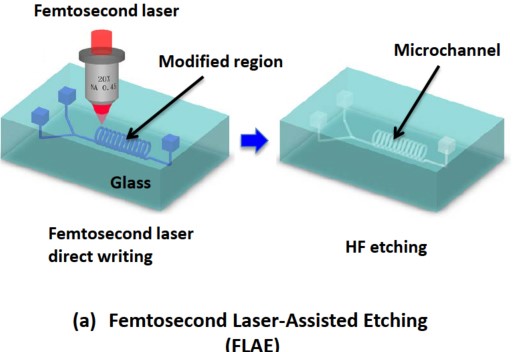 Femtosecond laser
Modified region
Microchannel
20X
NA 0.45
Glass
Femtosecond laser
direct writing
HF etching
(a) Femtosecond Laser-Assisted Etching
(FLAE)